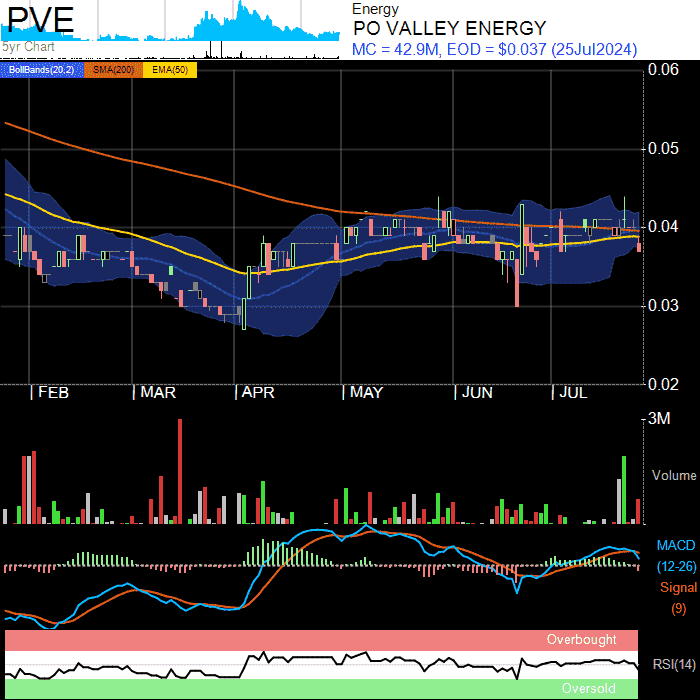 PVE
5yr Chart
Energy
PO VALLEY ENERGY
MC = 42.9M, EOD = $0.037 (25Jul2024)
BollBands(20,2) SMA(200) EMA(50)
0.06
0.05
0.04
0.03
0.02
FEB MAR APR MAY JUN JUL
3M
Volume
MACD
(12-26)
Signal
(9)
Overbought
RSI(14)
Oversold